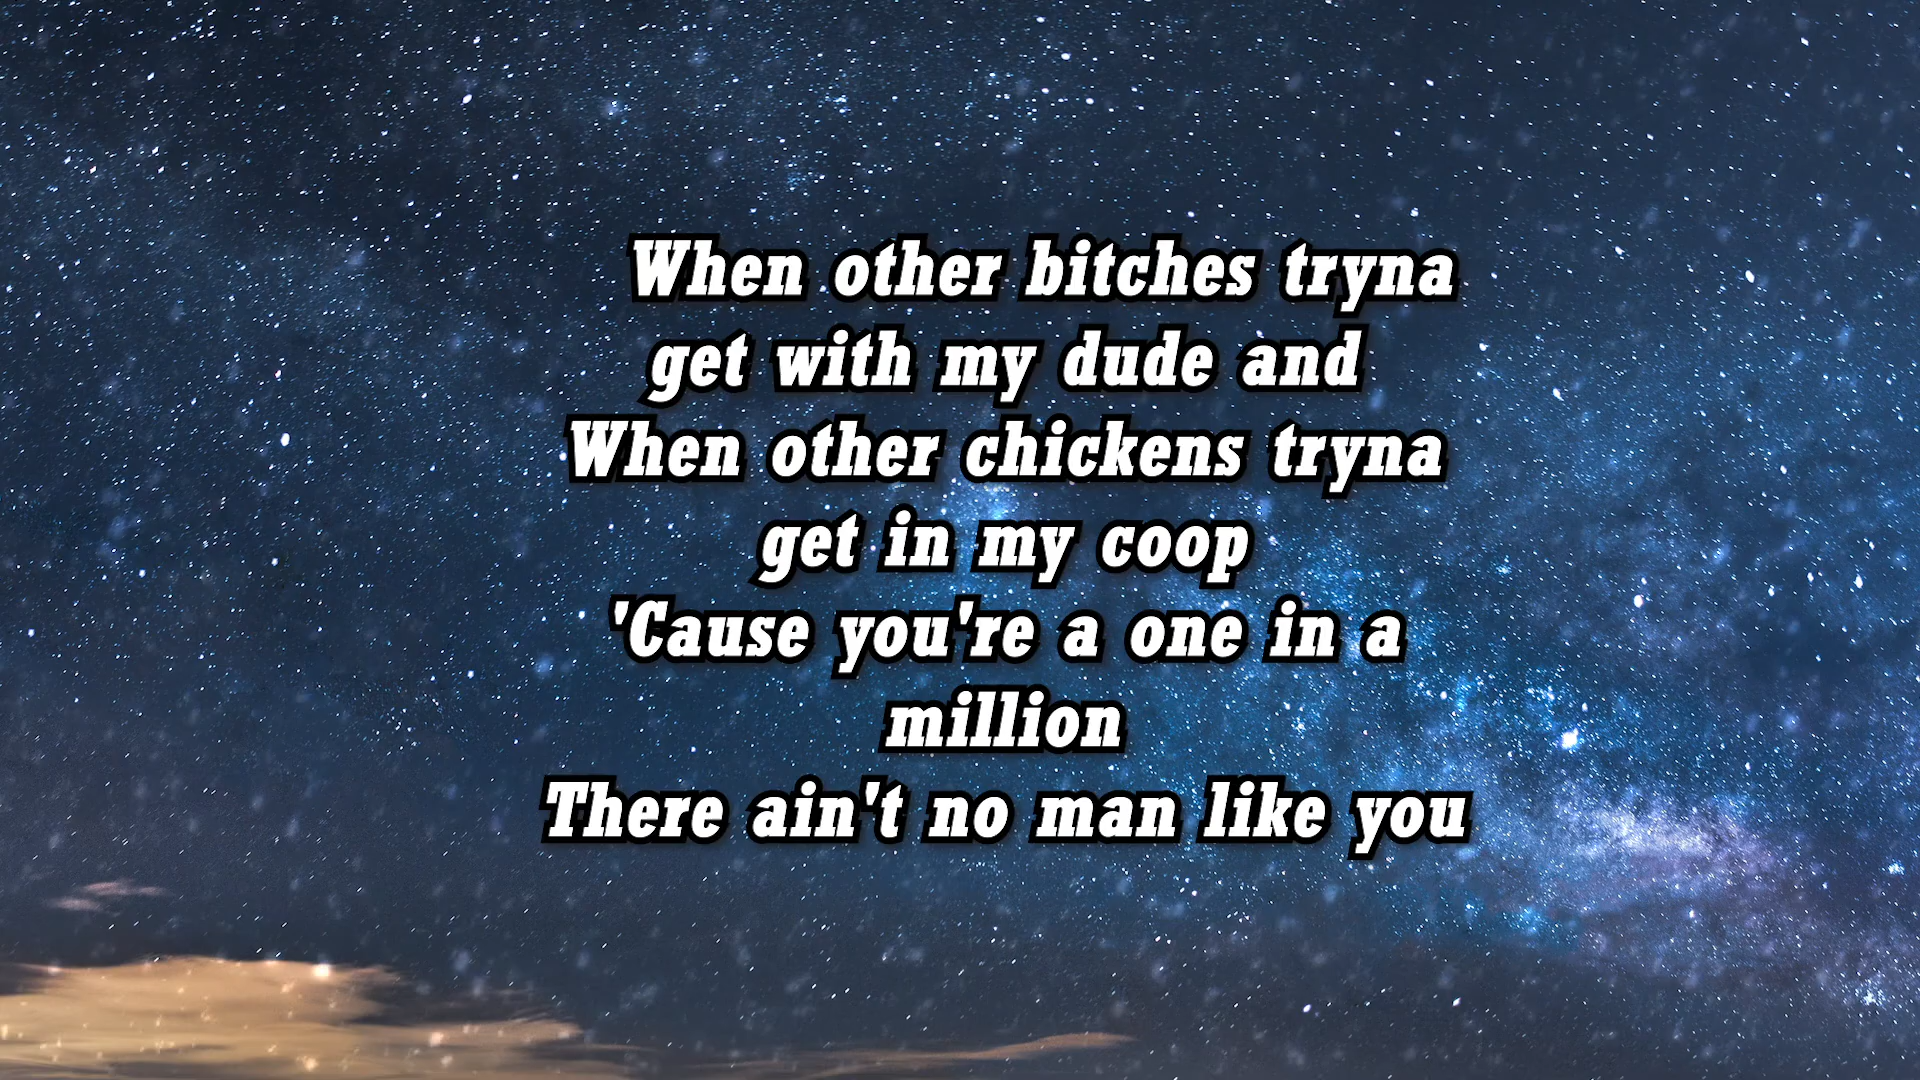 When other bitches tryna
get with my dude and
When other chickens tryna
get in my coop
'Cause you're a one in a
million
There ain't no man like you